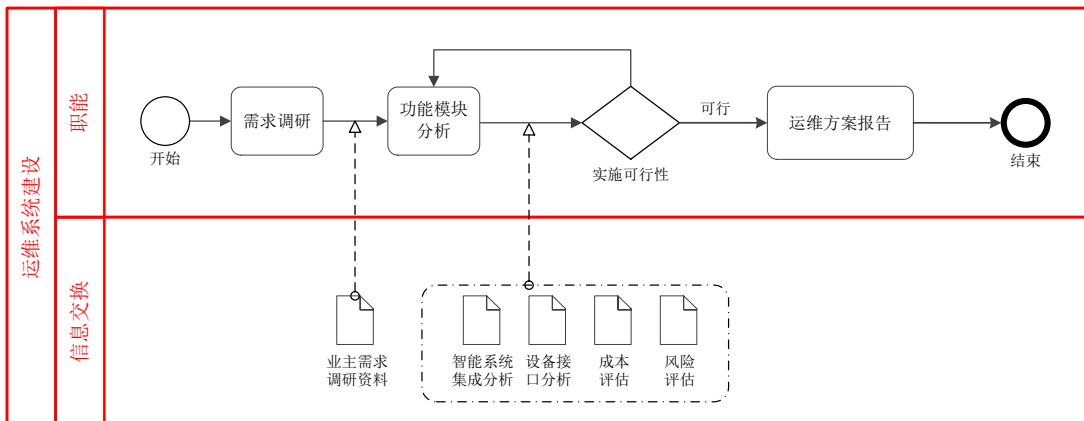 运维系统建设
职能
开始
需求调研
功能模块
分析
实施可行性
可行
运维方案报告
结束
信息交换
业主需求
调研资料
智能系统
集成分析
设备接
口分析
成本
评估
风险
评估